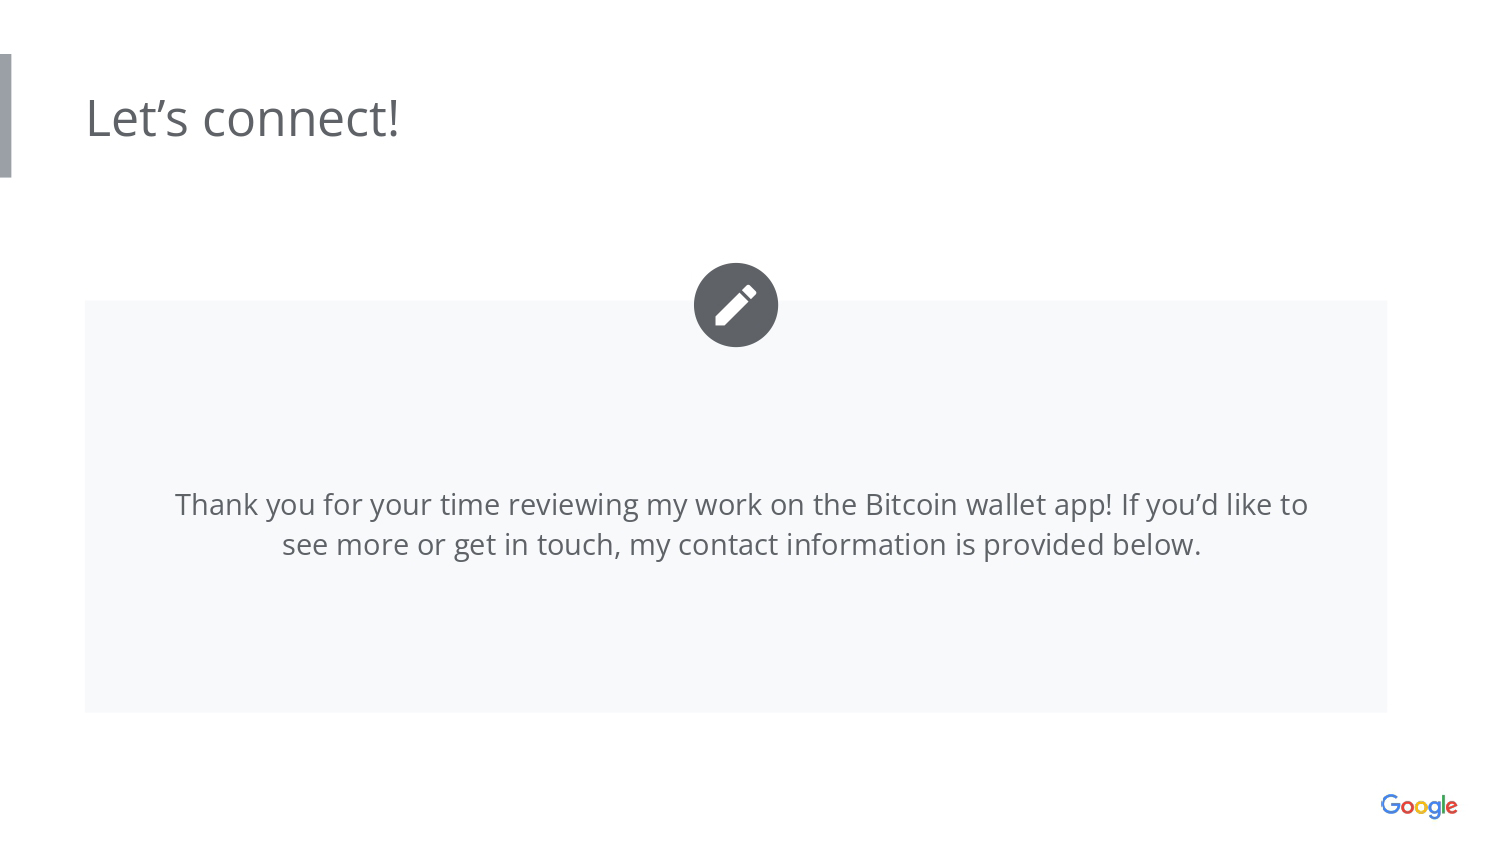 Let’s connect!
Thank you for your time reviewing my work on the Bitcoin wallet app! If you’d like to
see more or get in touch, my contact information is provided below.
Google